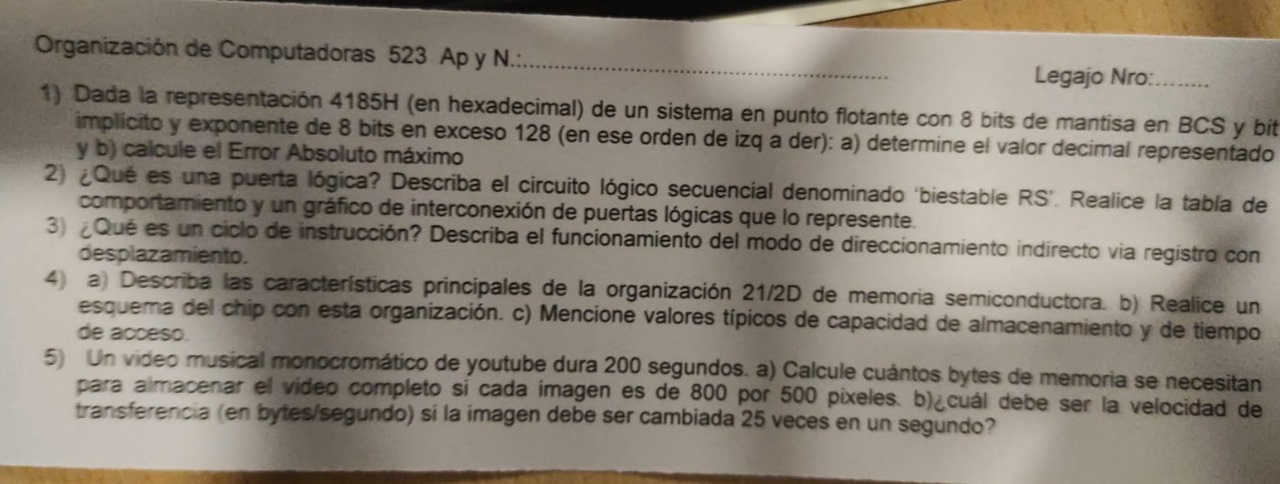 Organización de Computadoras 523 Ap y N.:..............................................................
Legajo Nro:........
1) Dada la representación 4185H (en hexadecimal) de un sistema en punto flotante con 8 bits de mantisa en BCS y bit
implícito y exponente de 8 bits en exceso 128 (en ese orden de izq a der): a) determine el valor decimal representado
y b) calcule el Error Absoluto máximo
2) ¿Qué es una puerta lógica? Describa el circuito lógico secuencial denominado 'biestable RS'. Realice la tabla de
comportamiento y un gráfico de interconexión de puertas lógicas que lo represente.
3) ¿Qué es un ciclo de instrucción? Describa el funcionamiento del modo de direccionamiento indirecto via registro con
desplazamiento.
4) a) Describa las características principales de la organización 21/2D de memoria semiconductora. b) Realice un
esquema del chip con esta organización. c) Mencione valores típicos de capacidad de almacenamiento y de tiempo
de acceso.
5) Un video musical monocromático de youtube dura 200 segundos. a) Calcule cuántos bytes de memoria se necesitan
para almacenar el video completo si cada imagen es de 800 por 500 pixeles. b)¿cuál debe ser la velocidad de
transferencia (en bytes/segundo) si la imagen debe ser cambiada 25 veces en un segundo?